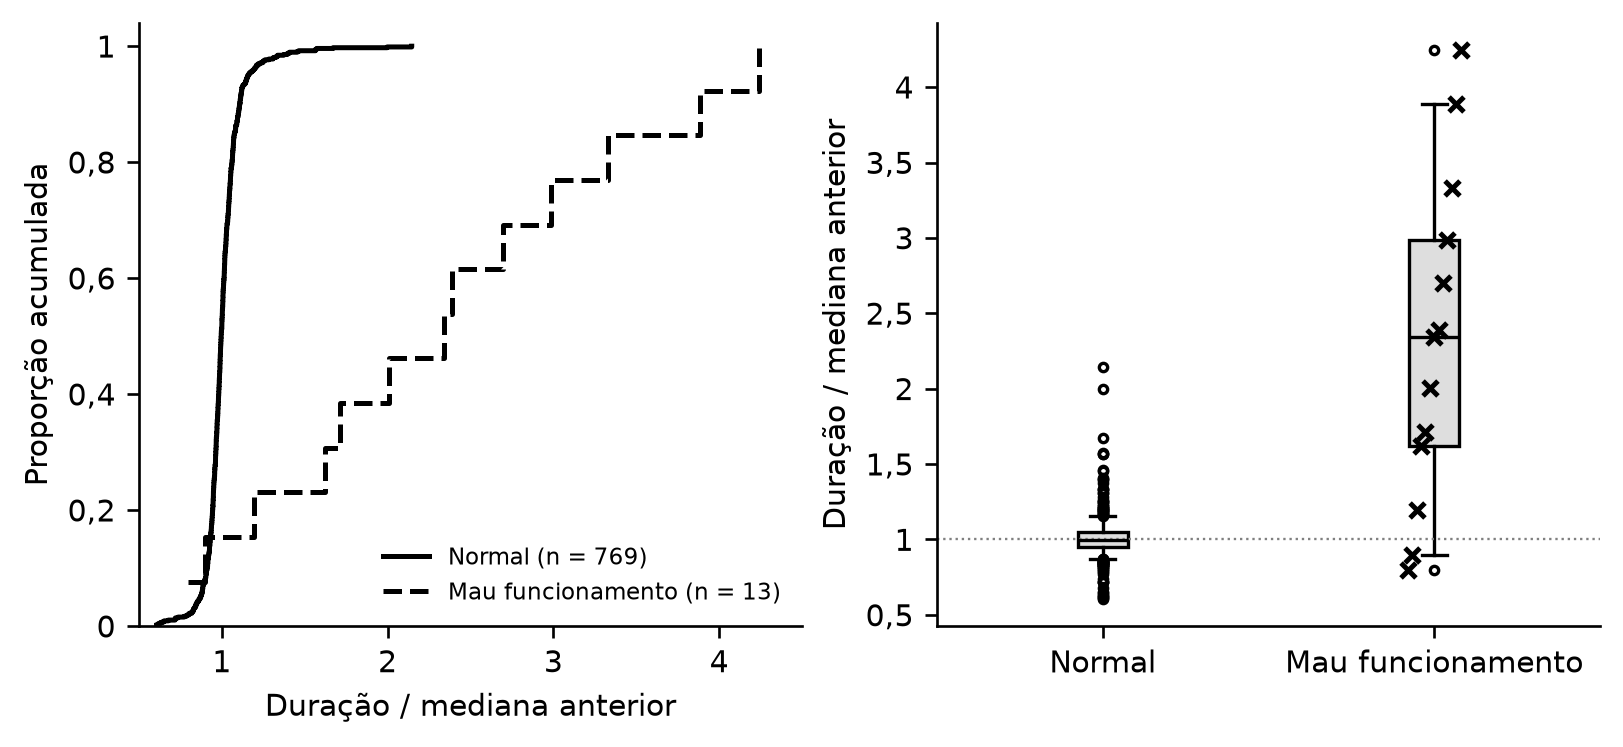 Proporção acumulada
1
0,8
0,6
0,4
0,2
0
1 2 3 4
Duração / mediana anterior
Normal (n = 769)
Mau funcionamento (n = 13)
Duração / mediana anterior
4
3,5
3
2,5
2
1,5
1
0,5
Normal Mau funcionamento